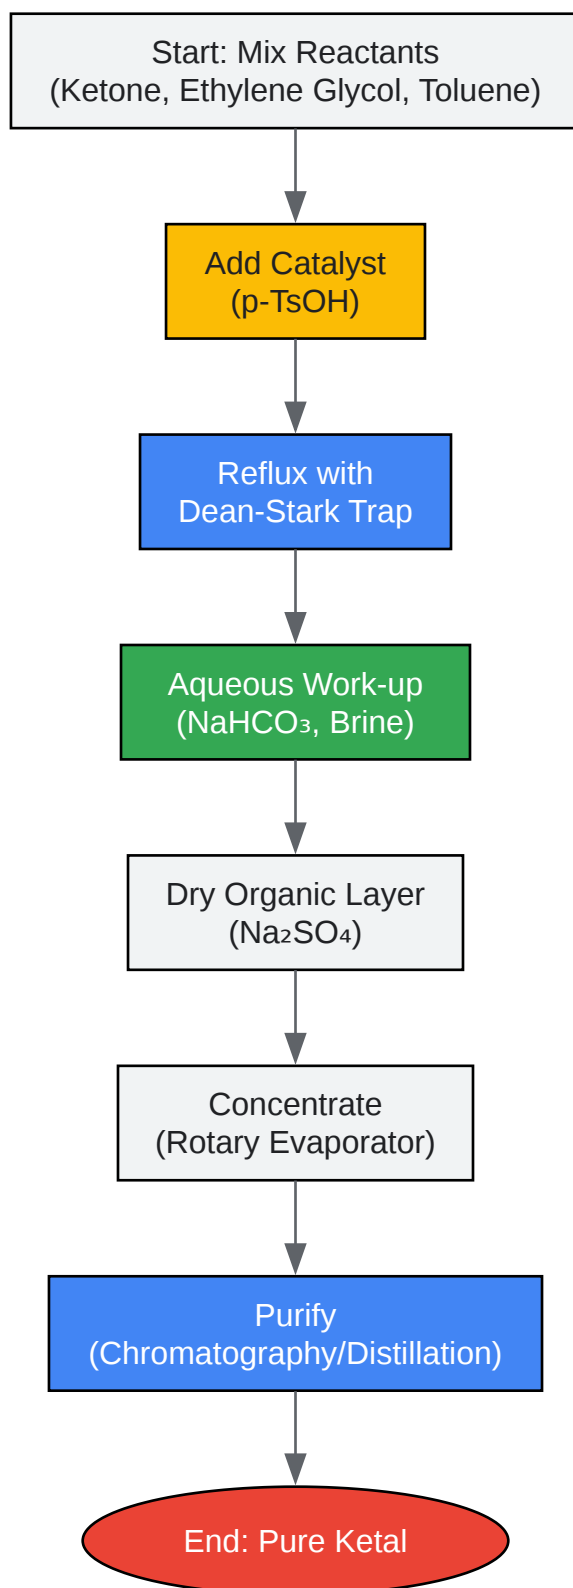 Start: Mix Reactants
(Ketone, Ethylene Glycol, Toluene)
Add Catalyst
(p-TsOH)
Reflux with
Dean-Stark Trap
Aqueous Work-up
(NaHCO₃, Brine)
Dry Organic Layer
(Na₂SO₄)
Concentrate
(Rotary Evaporator)
Purify
(Chromatography/Distillation)
End: Pure Ketal